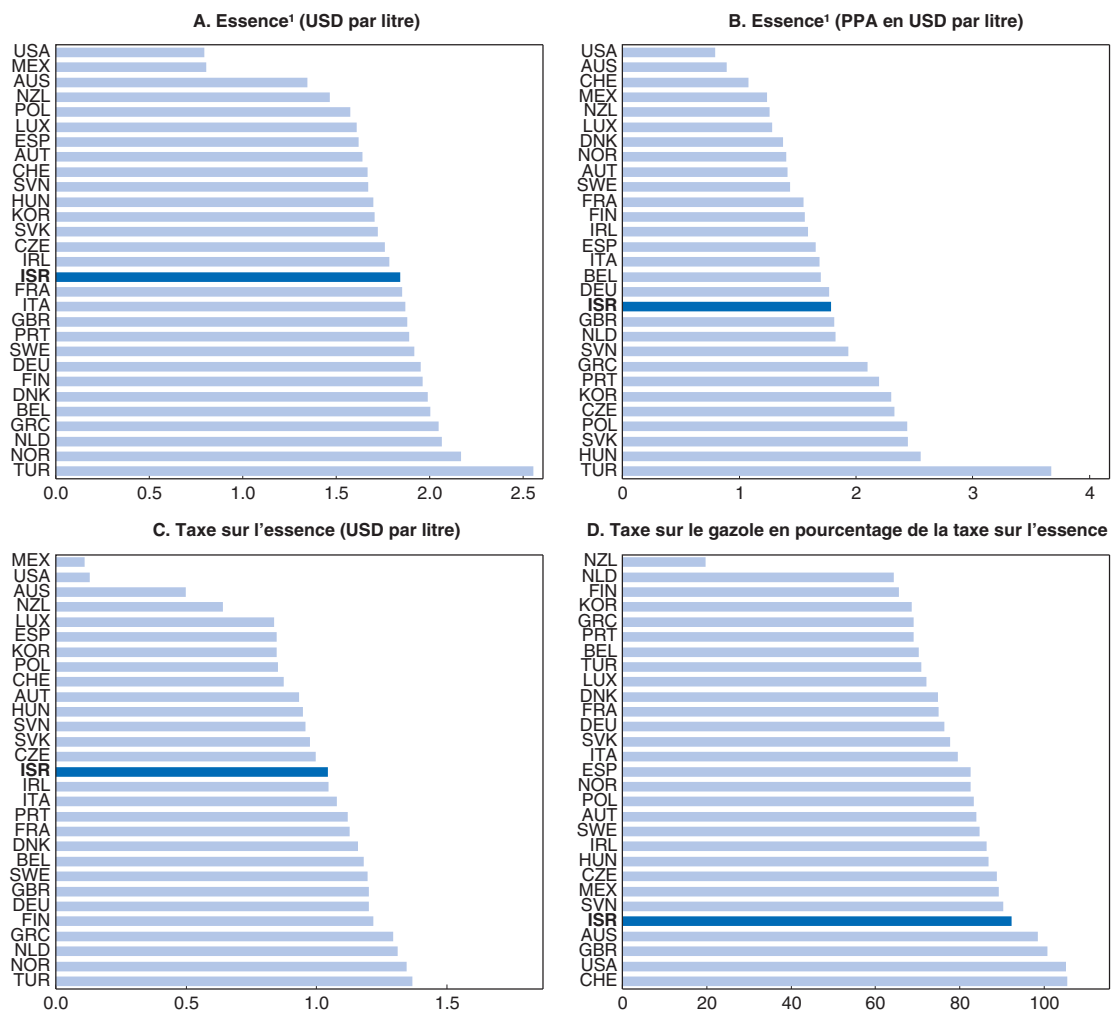 A. Essence¹ (USD par litre)
USA
MEX
AUS
NZL
POL
LUX
ESP
AUT
CHE
SVN
HUN
KOR
SVK
CZE
IRL
ISR
FRA
ITA
GBR
PRT
SWE
DEU
FIN
DNK
BEL
GRC
NLD
NOR
TUR
0.0 0.5 1.0 1.5 2.0 2.5
B. Essence¹ (PPA en USD par litre)
USA
AUS
CHE
MEX
NZL
LUX
DNK
NOR
AUT
SWE
FRA
FIN
IRL
ESP
ITA
BEL
DEU
ISR
GBR
NLD
SVN
GRC
PRT
KOR
CZE
POL
SVK
HUN
TUR
0 1 2 3 4
C. Taxe sur l'essence (USD par litre)
MEX
USA
AUS
NZL
LUX
ESP
KOR
POL
CHE
AUT
HUN
SVN
SVK
CZE
ISR
IRL
ITA
PRT
FRA
DNK
BEL
SWE
GBR
DEU
FIN
GRC
NLD
NOR
TUR
0.0 0.5 1.0 1.5
D. Taxe sur le gazole en pourcentage de la taxe sur l'essence
NZL
NLD
FIN
KOR
GRC
PRT
BEL
TUR
LUX
DNK
FRA
DEU
SVK
ITA
ESP
NOR
POL
AUT
SWE
IRL
HUN
CZE
MEX
SVN
ISR
AUS
GBR
USA
CHE
0 20 40 60 80 100